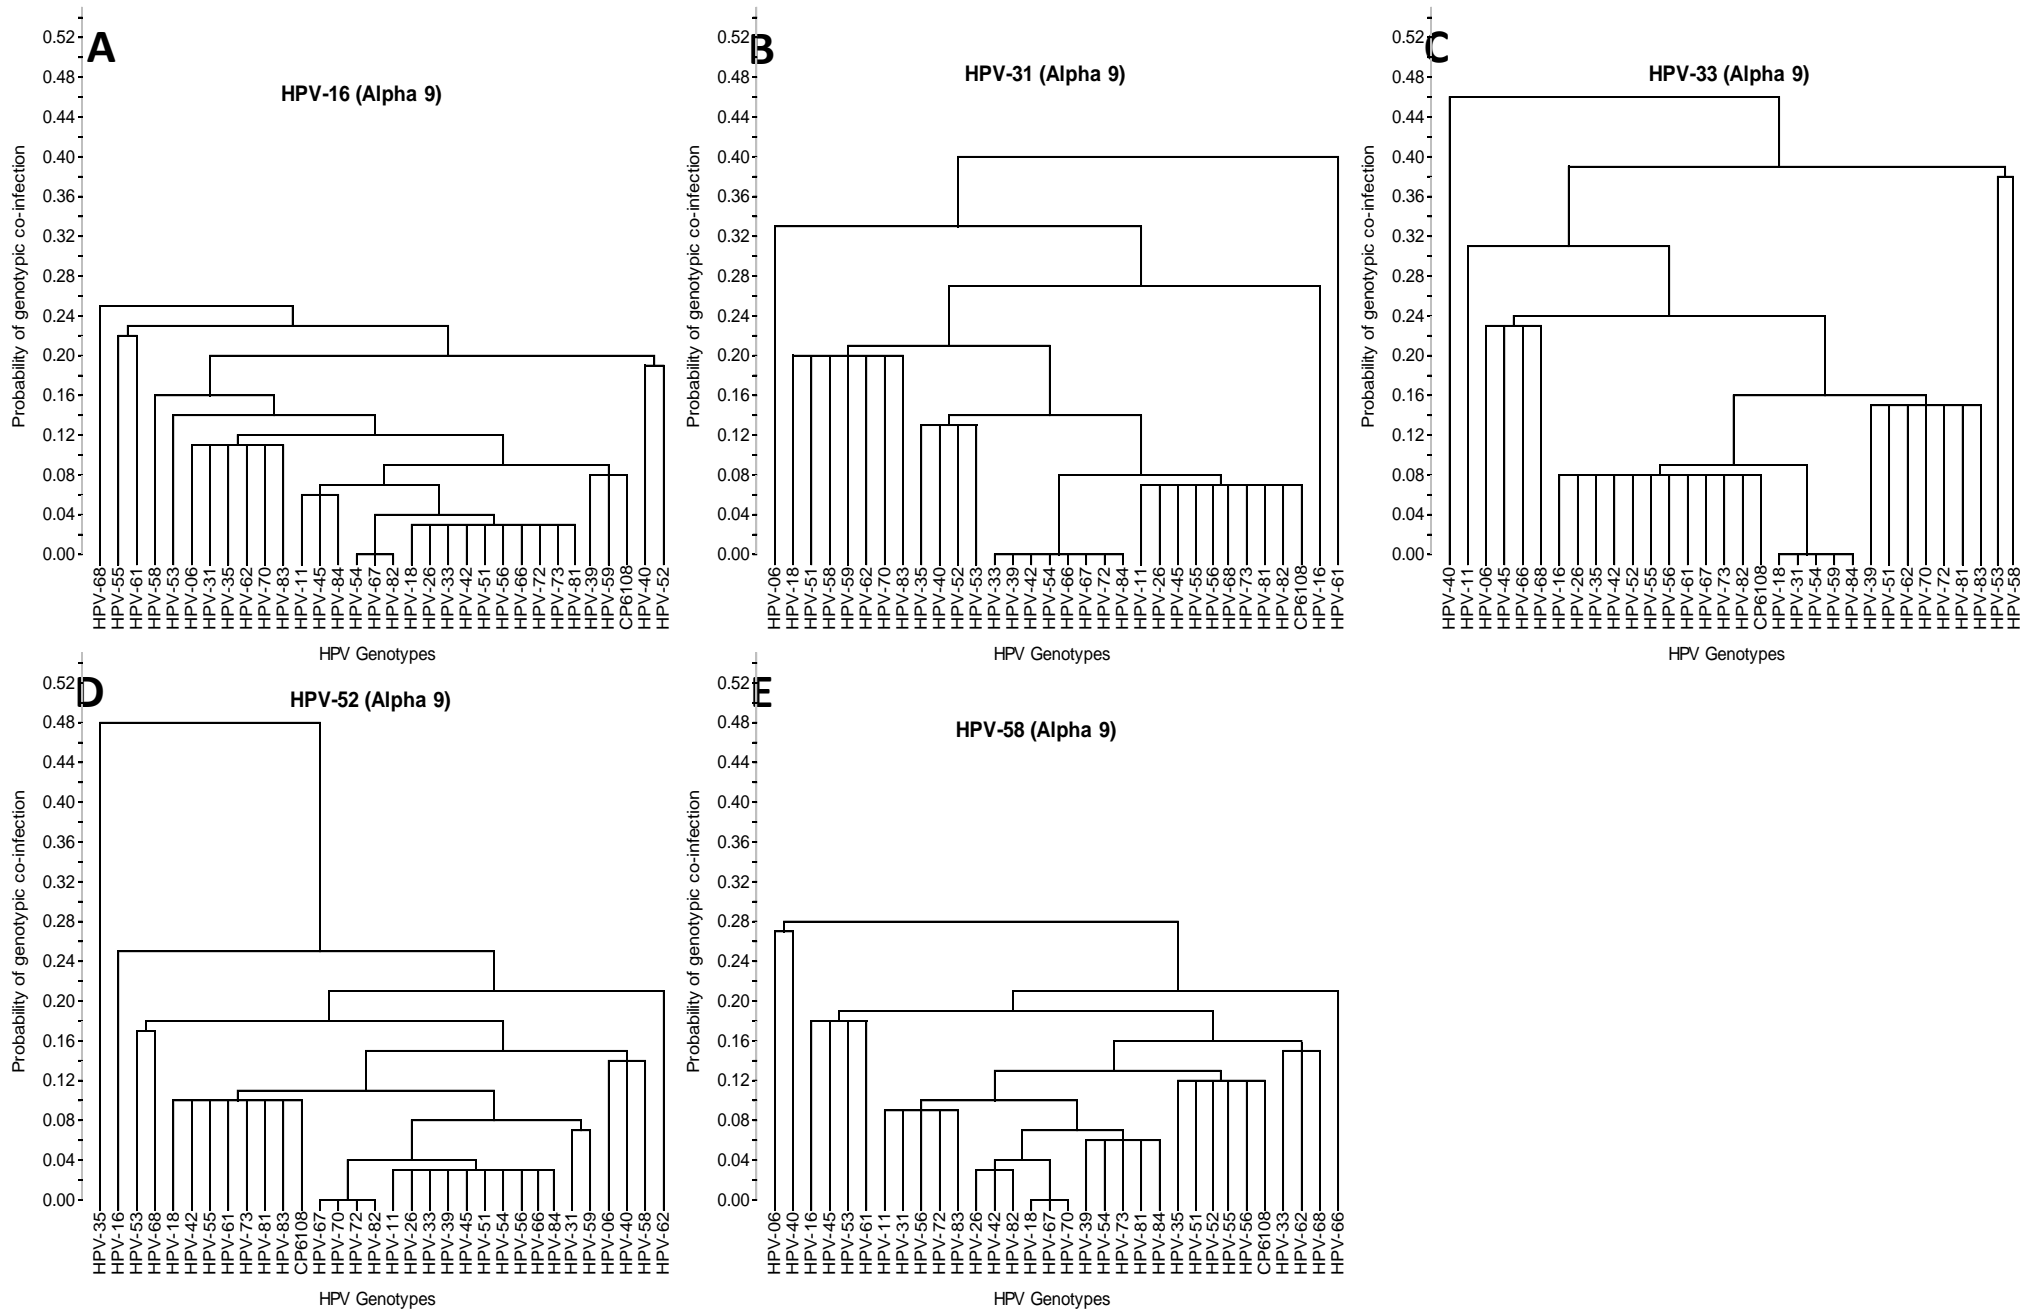 A
HPV-16 (Alpha 9)
Probability of genotypic co-infection
0.52
0.48
0.44
0.40
0.36
0.32
0.28
0.24
0.20
0.16
0.12
0.08
0.04
0.00
HPV-68
HPV-55
HPV-61
HPV-58
HPV-53
HPV-06
HPV-31
HPV-35
HPV-62
HPV-70
HPV-83
HPV-11
HPV-45
HPV-84
HPV-54
HPV-67
HPV-82
HPV-18
HPV-26
HPV-33
HPV-42
HPV-51
HPV-56
HPV-66
HPV-72
HPV-73
HPV-81
HPV-39
HPV-59
CP6108
HPV-40
HPV-52
HPV Genotypes
B
HPV-31 (Alpha 9)
Probability of genotypic co-infection
0.52
0.48
0.44
0.40
0.36
0.32
0.28
0.24
0.20
0.16
0.12
0.08
0.04
0.00
HPV-06
HPV-18
HPV-51
HPV-58
HPV-59
HPV-62
HPV-70
HPV-83
HPV-35
HPV-40
HPV-52
HPV-53
HPV-33
HPV-39
HPV-42
HPV-54
HPV-66
HPV-67
HPV-72
HPV-84
HPV-11
HPV-26
HPV-45
HPV-55
HPV-56
HPV-68
HPV-73
HPV-81
HPV-82
CP6108
HPV-16
HPV-61
HPV Genotypes
C
HPV-33 (Alpha 9)
Probability of genotypic co-infection
0.52
0.48
0.44
0.40
0.36
0.32
0.28
0.24
0.20
0.16
0.12
0.08
0.04
0.00
HPV-40
HPV-11
HPV-06
HPV-45
HPV-66
HPV-68
HPV-16
HPV-26
HPV-35
HPV-42
HPV-52
HPV-55
HPV-56
HPV-61
HPV-67
HPV-73
HPV-82
CP6108
HPV-18
HPV-31
HPV-54
HPV-59
HPV-84
HPV-39
HPV-51
HPV-62
HPV-70
HPV-72
HPV-81
HPV-83
HPV-53
HPV-58
HPV Genotypes
D
HPV-52 (Alpha 9)
Probability of genotypic co-infection
0.52
0.48
0.44
0.40
0.36
0.32
0.28
0.24
0.20
0.16
0.12
0.08
0.04
0.00
HPV-35
HPV-16
HPV-53
HPV-68
HPV-18
HPV-42
HPV-55
HPV-61
HPV-73
HPV-81
HPV-83
CP6108
HPV-67
HPV-70
HPV-72
HPV-82
HPV-11
HPV-26
HPV-33
HPV-39
HPV-45
HPV-51
HPV-54
HPV-56
HPV-66
HPV-84
HPV-31
HPV-59
HPV-06
HPV-40
HPV-58
HPV-62
HPV Genotypes
E
HPV-58 (Alpha 9)
Probability of genotypic co-infection
0.52
0.48
0.44
0.40
0.36
0.32
0.28
0.24
0.20
0.16
0.12
0.08
0.04
0.00
HPV-06
HPV-40
HPV-16
HPV-45
HPV-53
HPV-61
HPV-11
HPV-31
HPV-56
HPV-72
HPV-83
HPV-26
HPV-42
HPV-82
HPV-18
HPV-67
HPV-70
HPV-39
HPV-54
HPV-73
HPV-81
HPV-84
HPV-35
HPV-51
HPV-52
HPV-55
HPV-56
CP6108
HPV-33
HPV-62
HPV-68
HPV-66
HPV Genotypes